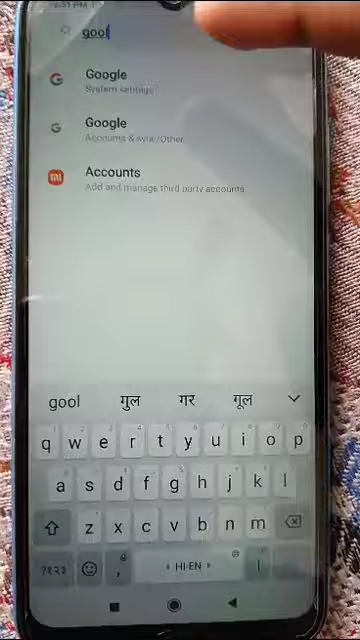 gool
Google
System settings
Google
Accounts & sync/Other
Accounts
Add and manage third party accounts
gool गुल गर गूल
q w e r t y u i o p
a s d f g h j k l
z x c v b n m
?१२३ , HI-EN